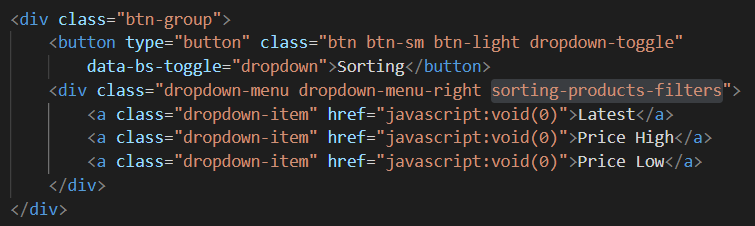 <div class="btn-group">
<button type="button" class="btn btn-sm btn-light dropdown-toggle"
data-bs-toggle="dropdown">Sorting</button>
<div class="dropdown-menu dropdown-menu-right sorting-products-filters">
<a class="dropdown-item" href="javascript:void(0)">Latest</a>
<a class="dropdown-item" href="javascript:void(0)">Price High</a>
<a class="dropdown-item" href="javascript:void(0)">Price Low</a>
</div>
</div>